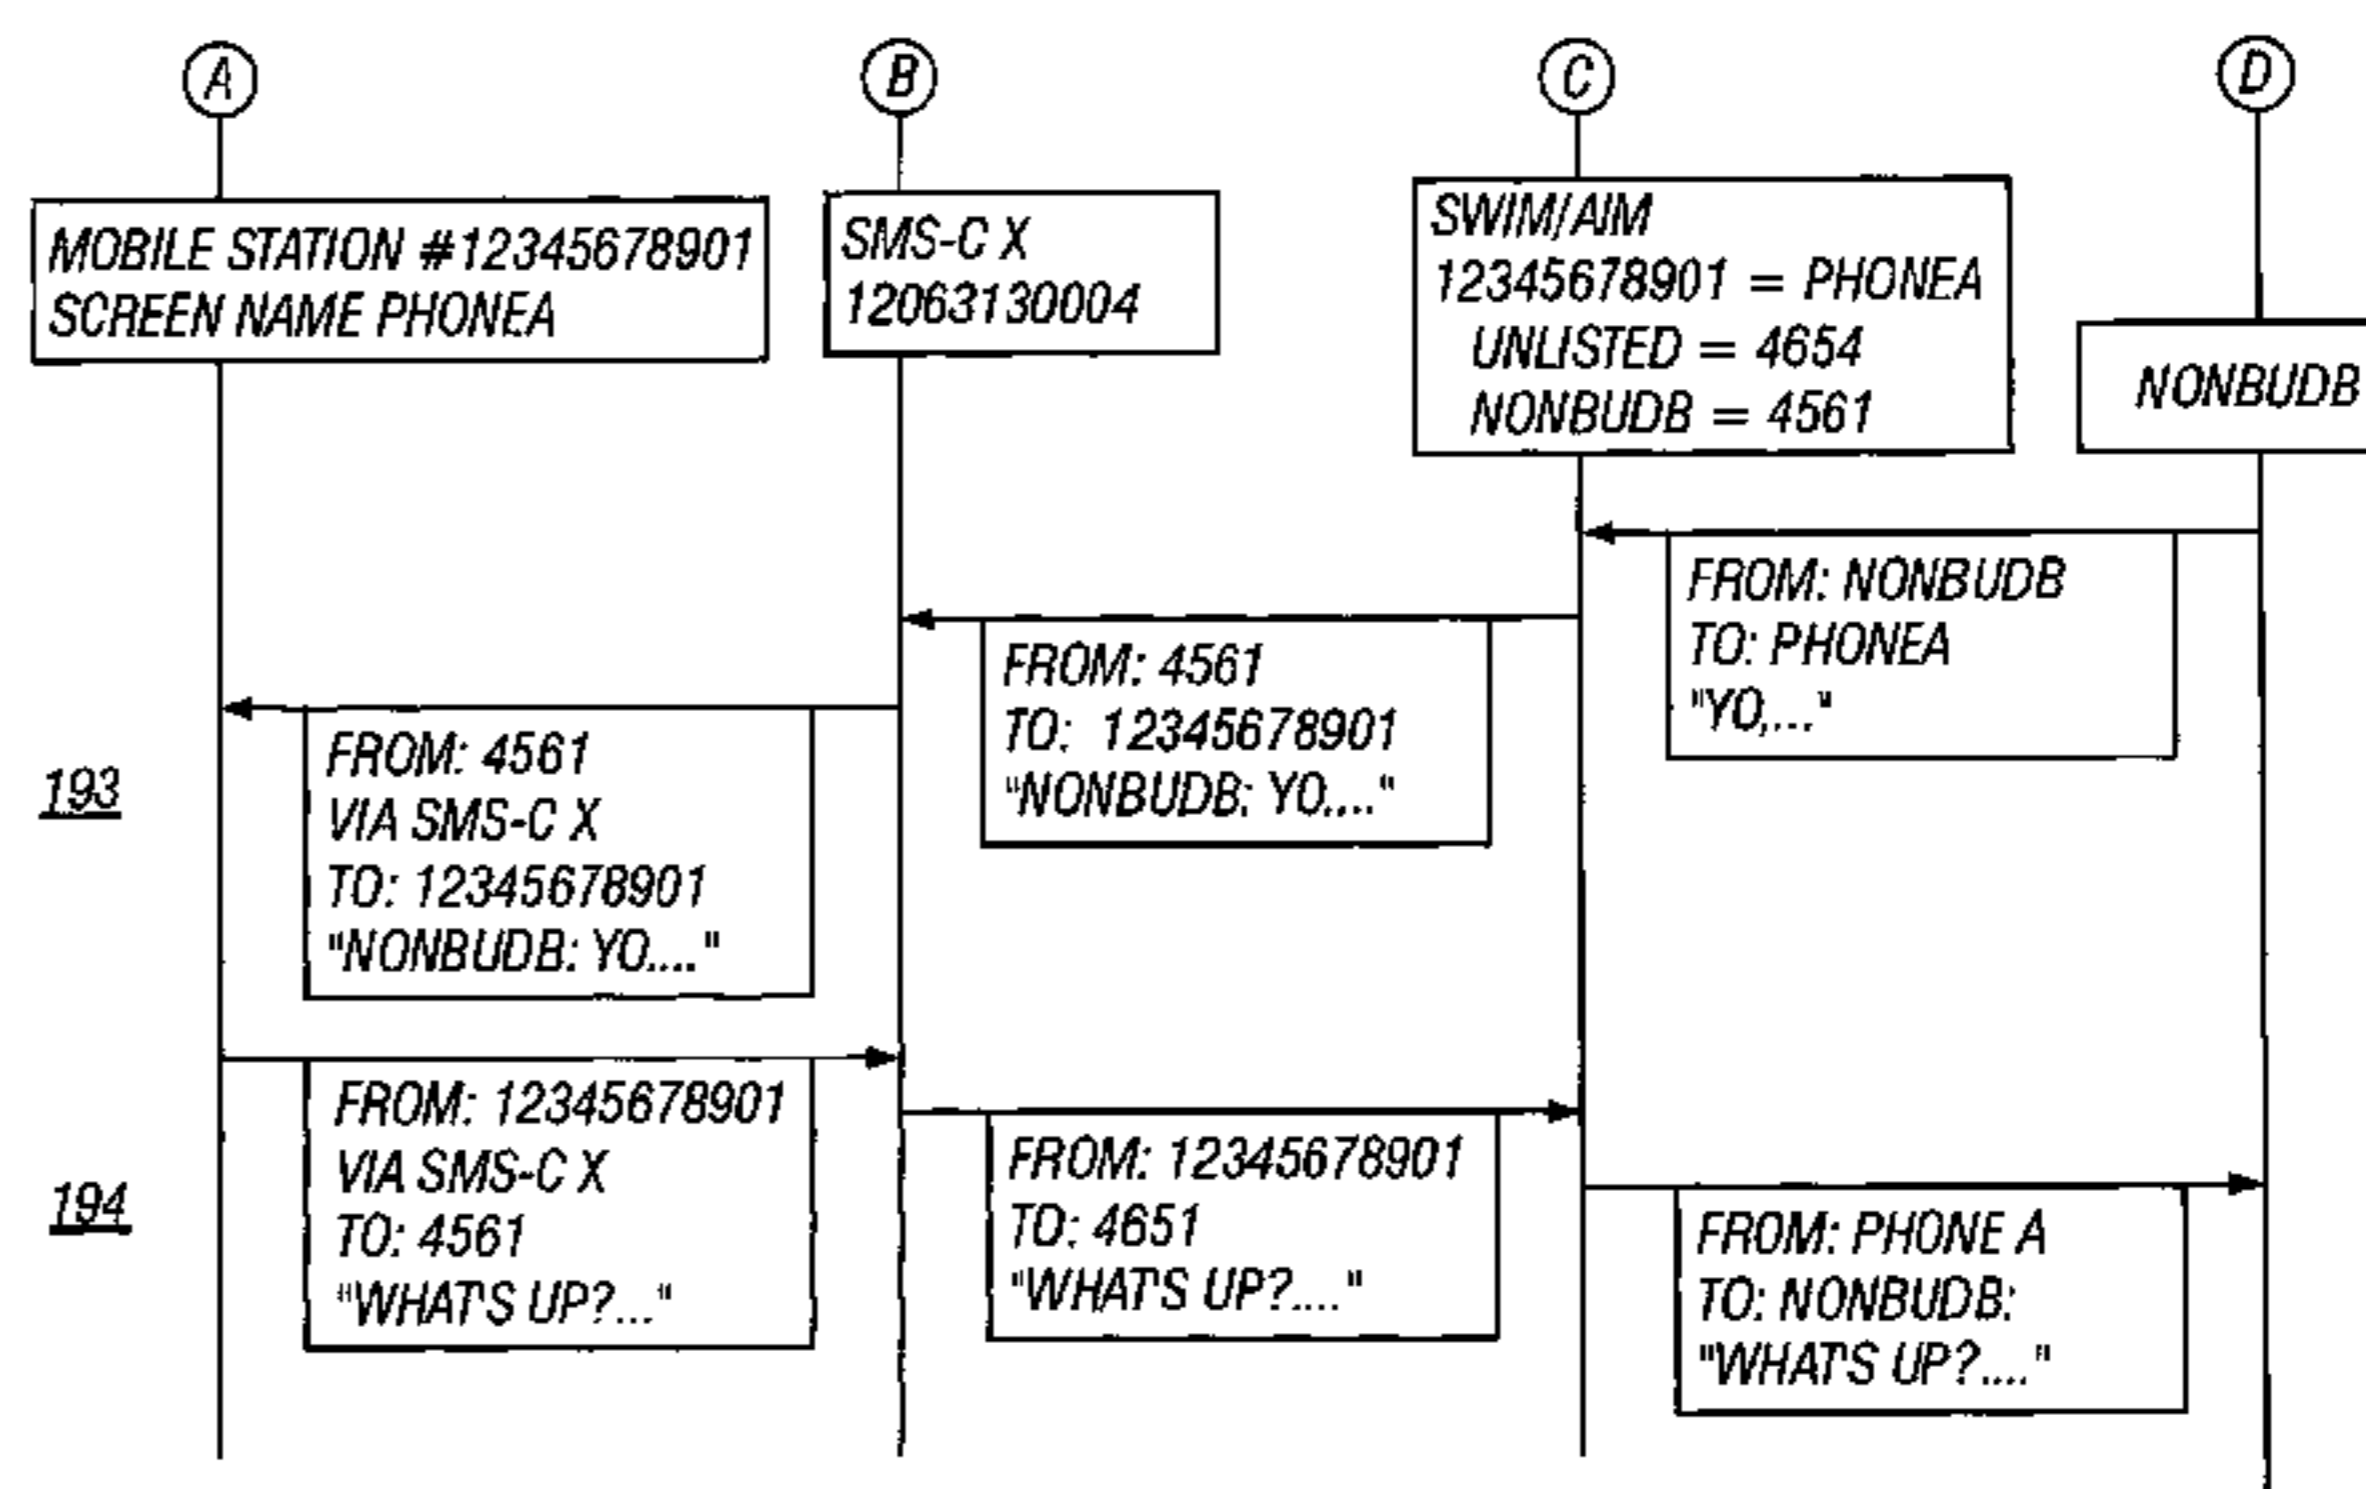 A
B
C
D
MOBILE STATION #12345678901
SCREEN NAME PHONEA
SMS-C X
12063130004
SWIM/AIM
12345678901 = PHONEA
UNLISTED = 4654
NONBUDB = 4561
NONBUDB
FROM: NONBUDB
TO: PHONEA
"YO,..."
FROM: 4561
TO: 12345678901
"NONBUDB: YO...."
193
FROM: 4561
VIA SMS-C X
TO: 12345678901
"NONBUDB: YO...."
194
FROM: 12345678901
VIA SMS-C X
TO: 4561
"WHAT'S UP?..."
FROM: 12345678901
TO: 4651
"WHAT'S UP?...."
FROM: PHONE A
TO: NONBUDB:
"WHAT'S UP?...."